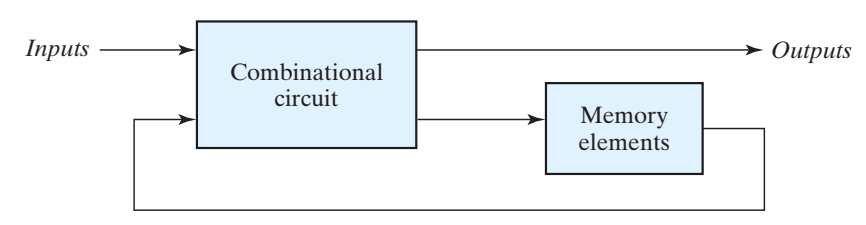 Inputs
Combinational
circuit
Outputs
Memory
elements